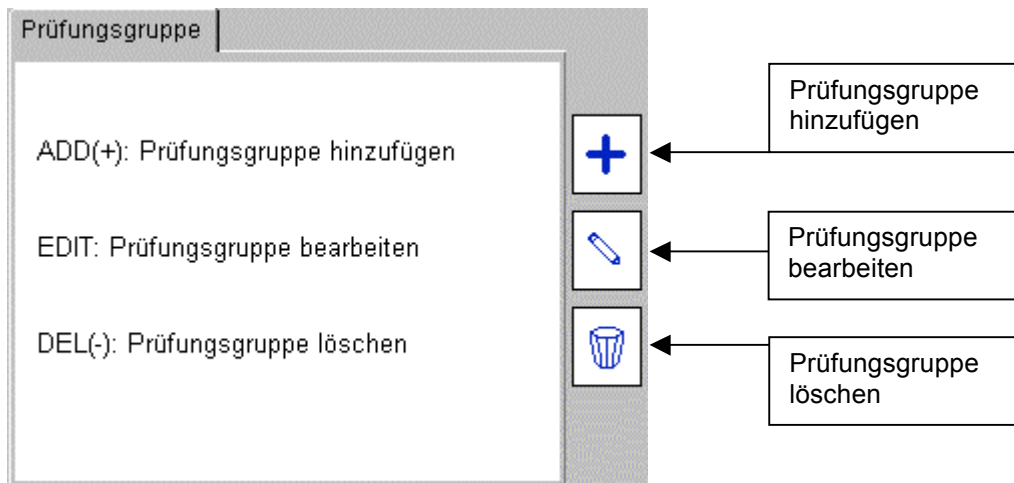 Prüfungsgruppe
ADD(+): Prüfungsgruppe hinzufügen
EDIT: Prüfungsgruppe bearbeiten
DEL(-): Prüfungsgruppe löschen
Prüfungsgruppe
hinzufügen
Prüfungsgruppe
bearbeiten
Prüfungsgruppe
löschen